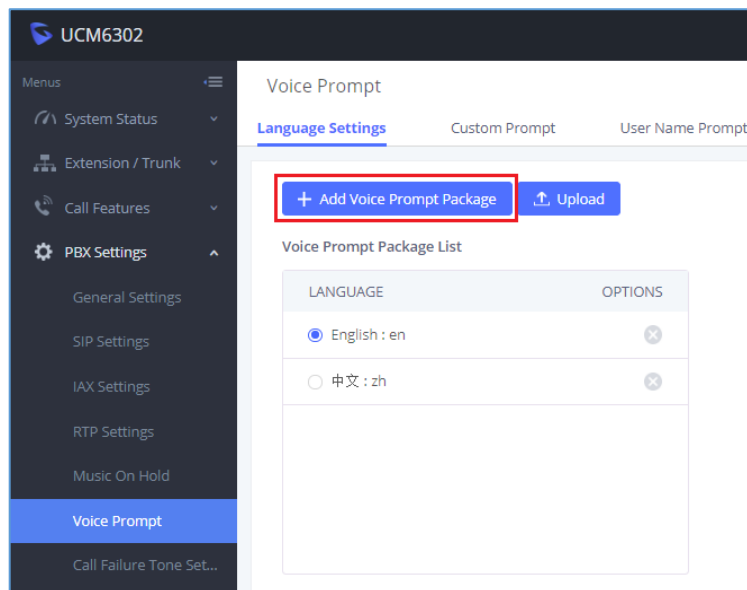 UCM6302
Menus
System Status
Extension / Trunk
Call Features
PBX Settings
General Settings
SIP Settings
IAX Settings
RTP Settings
Music On Hold
Voice Prompt
Call Failure Tone Set...
Voice Prompt
Language Settings
Custom Prompt
User Name Prompt
+ Add Voice Prompt Package
Upload
Voice Prompt Package List
LANGUAGE OPTIONS
English : en
中文 : zh